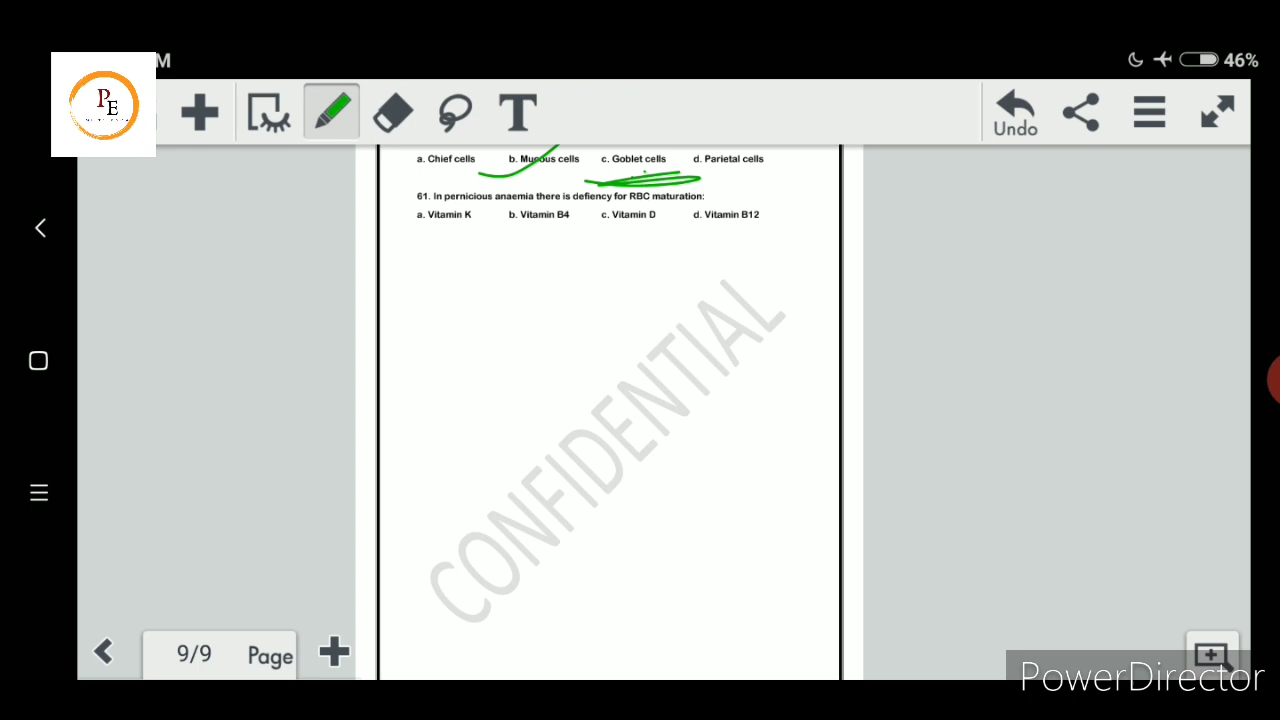 M
46%
P
E
T
Undo
a. Chief cells b. Mucous cells c. Goblet cells d. Parietal cells
61. In pernicious anaemia there is defiency for RBC maturation:
a. Vitamin K b. Vitamin B4 c. Vitamin D d. Vitamin B12
CONFIDENTIAL
9/9 Page
PowerDirector